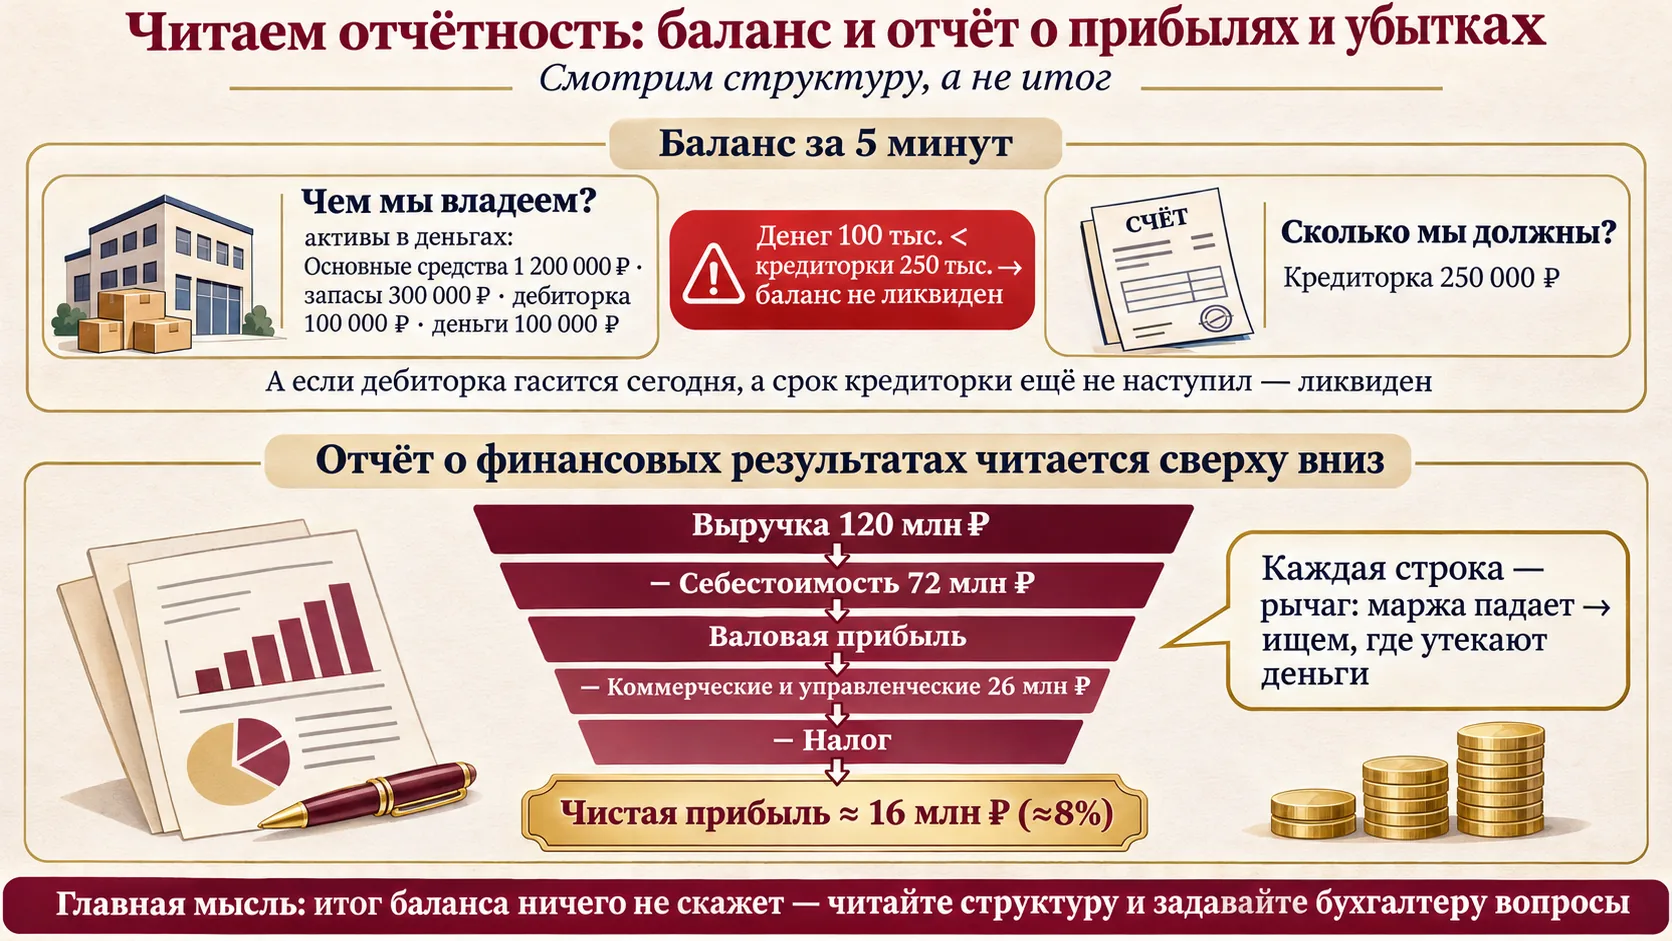 Читаем отчётность: баланс и отчёт о прибылях и убытках
Смотрим структуру, а не итог
Баланс за 5 минут
Чем мы владеем?
активы в деньгах:
Основные средства 1 200 000 ₽ ·
запасы 300 000 ₽ · дебиторка
100 000 ₽ · деньги 100 000 ₽
Денег 100 тыс. <
кредиторки 250 тыс. →
баланс не ликвиден
СЧЁТ
Сколько мы должны?
Кредиторка 250 000 ₽
А если дебиторка гасится сегодня, а срок кредиторки ещё не наступил — ликвиден
Отчёт о финансовых результатах читается сверху вниз
Выручка 120 млн ₽
– Себестоимость 72 млн ₽
Валовая прибыль
– Коммерческие и управленческие 26 млн ₽
– Налог
Чистая прибыль ≈ 16 млн ₽ (≈8%)
Каждая строка —
рычаг: маржа падает →
ищем, где утекают
деньги
Главная мысль: итог баланса ничего не скажет — читайте структуру и задавайте бухгалтеру вопросы